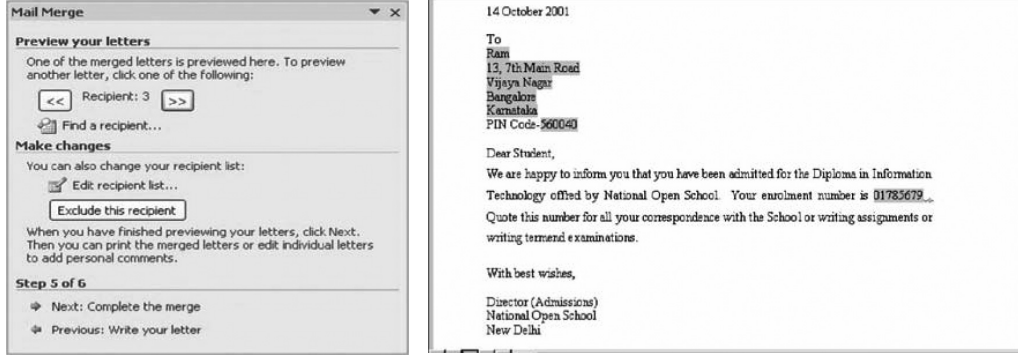 Mail Merge
Preview your letters
One of the merged letters is previewed here. To preview
another letter, click one of the following:
<< Recipient: 3 >>
Find a recipient...
Make changes
You can also change your recipient list:
Edit recipient list...
Exclude this recipient
When you have finished previewing your letters, click Next.
Then you can print the merged letters or edit individual letters
to add personal comments.
Step 5 of 6
Next: Complete the merge
Previous: Write your letter
14 October 2001
To
Ram
13, 7th Main Road
Vijaya Nagar
Bangalore
Karnataka
PIN Code-560040
Dear Student,
We are happy to inform you that you have been admitted for the Diploma in Information
Technology offred by National Open School. Your enrolment number is 01785679 .
Quote this number for all your correspondence with the School or writing assignments or
writing termend examinations.
With best wishes,
Director (Admissions)
National Open School
New Delhi